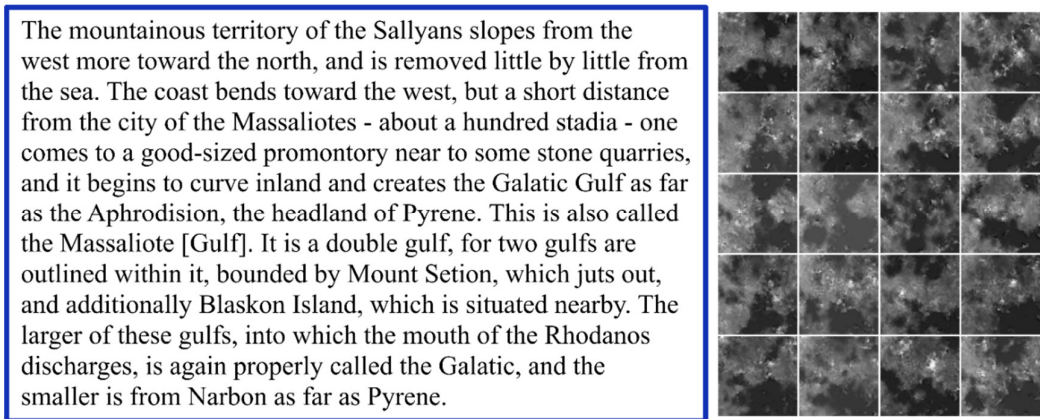 The mountainous territory of the Sallyans slopes from the
west more toward the north, and is removed little by little from
the sea. The coast bends toward the west, but a short distance
from the city of the Massaliotes - about a hundred stadia - one
comes to a good-sized promontory near to some stone quarries,
and it begins to curve inland and creates the Galatic Gulf as far
as the Aphrodision, the headland of Pyrene. This is also called
the Massaliote [Gulf]. It is a double gulf, for two gulfs are
outlined within it, bounded by Mount Setion, which juts out,
and additionally Blaskon Island, which is situated nearby. The
larger of these gulfs, into which the mouth of the Rhodanos
discharges, is again properly called the Galatic, and the
smaller is from Narbon as far as Pyrene.